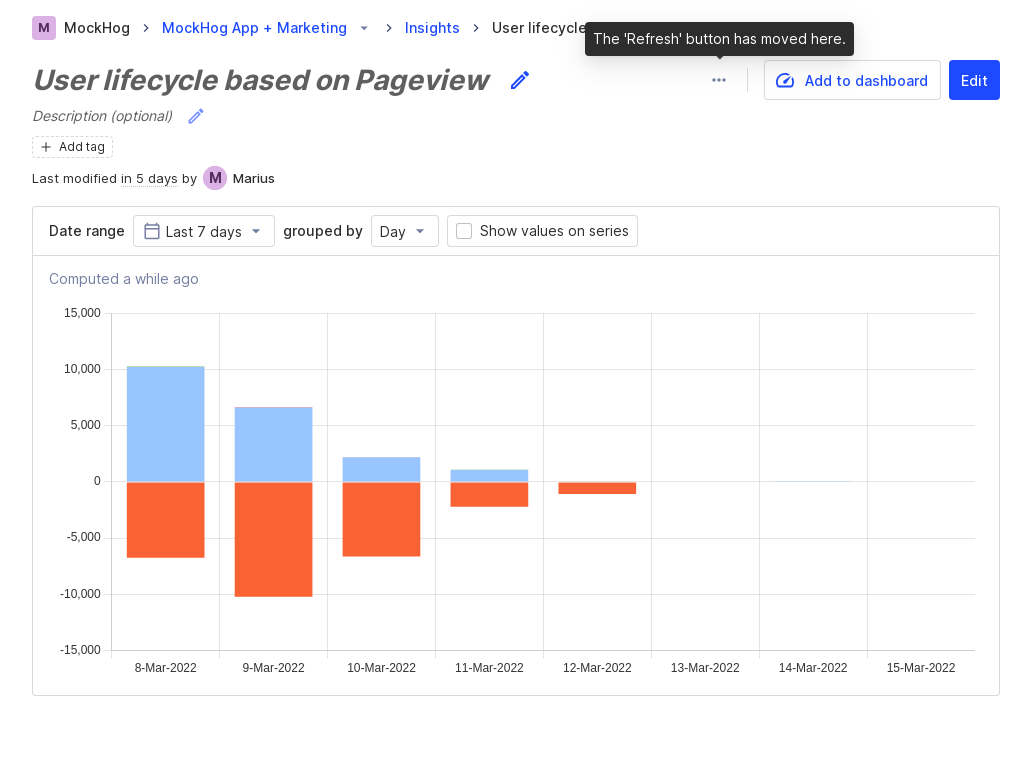 M MockHog > MockHog App + Marketing > Insights > User lifecycle
The 'Refresh' button has moved here.
User lifecycle based on Pageview
Add to dashboard
Edit
Description (optional)
Add tag
Last modified in 5 days by M Marius
Date range Last 7 days grouped by Day Show values on series
Computed a while ago
15,000
10,000
5,000
0
-5,000
-10,000
-15,000
8-Mar-2022 9-Mar-2022 10-Mar-2022 11-Mar-2022 12-Mar-2022 13-Mar-2022 14-Mar-2022 15-Mar-2022